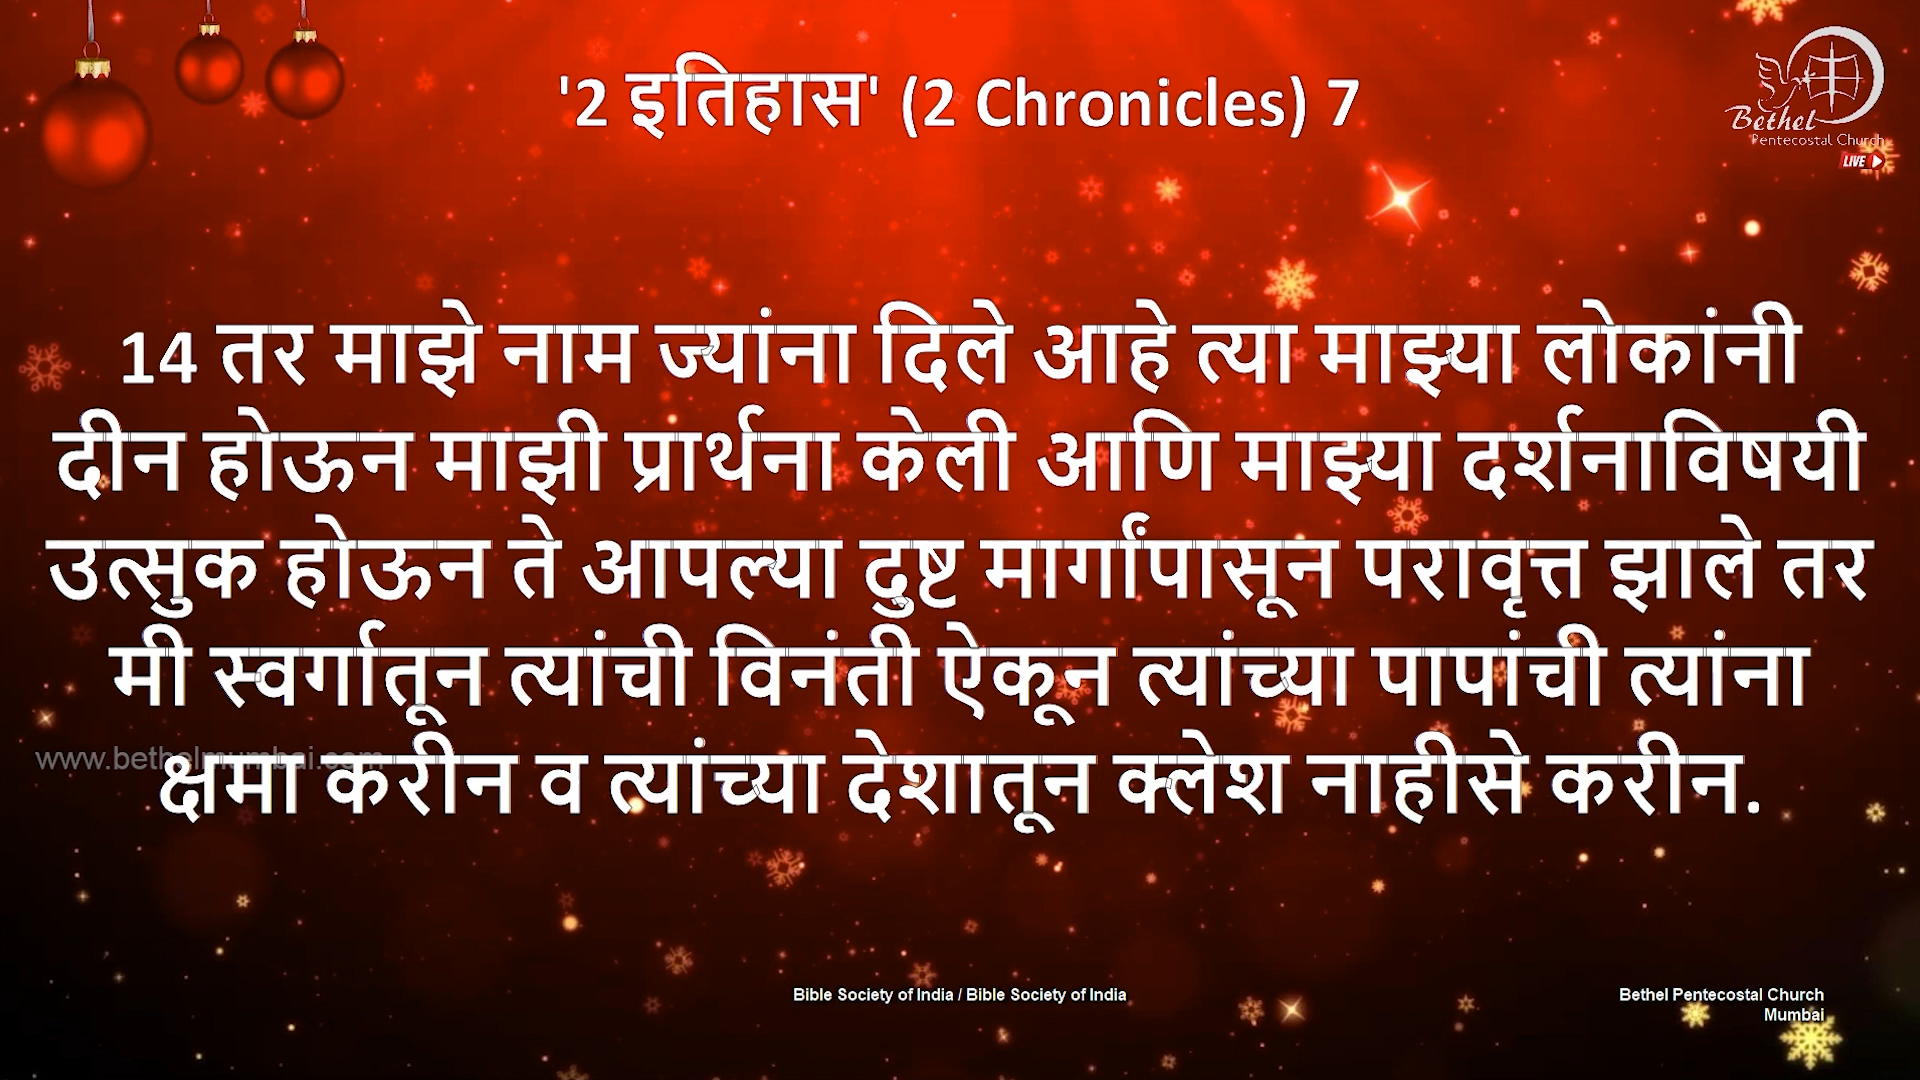 '2 इतिहास' (2 Chronicles) 7
Bethel
Pentecostal Church
LIVE
14 तर माझे नाम ज्यांना दिले आहे त्या माझ्या लोकांनी
दीन होऊन माझी प्रार्थना केली आणि माझ्या दर्शनाविषयी
उत्सुक होऊन ते आपल्या दुष्ट मार्गांपासून परावृत्त झाले तर
मी स्वर्गातून त्यांची विनंती ऐकून त्यांच्या पापांची त्यांना
www.bethelmumbai.com
क्षमा करीन व त्यांच्या देशातून क्लेश नाहीसे करीन.
Bible Society of India / Bible Society of India
Bethel Pentecostal Church
Mumbai